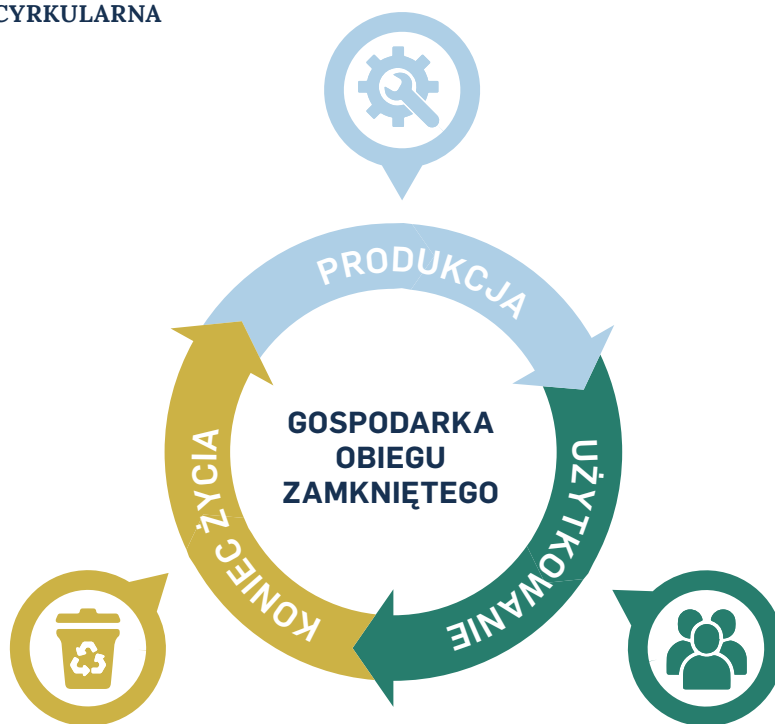 CYRKULARNA
PRODUKCJA
GOSPODARKA
OBIEGU
ZAMKNIĘTEGO
UŻYTKOWANIE
KONIEC ŻYCIA